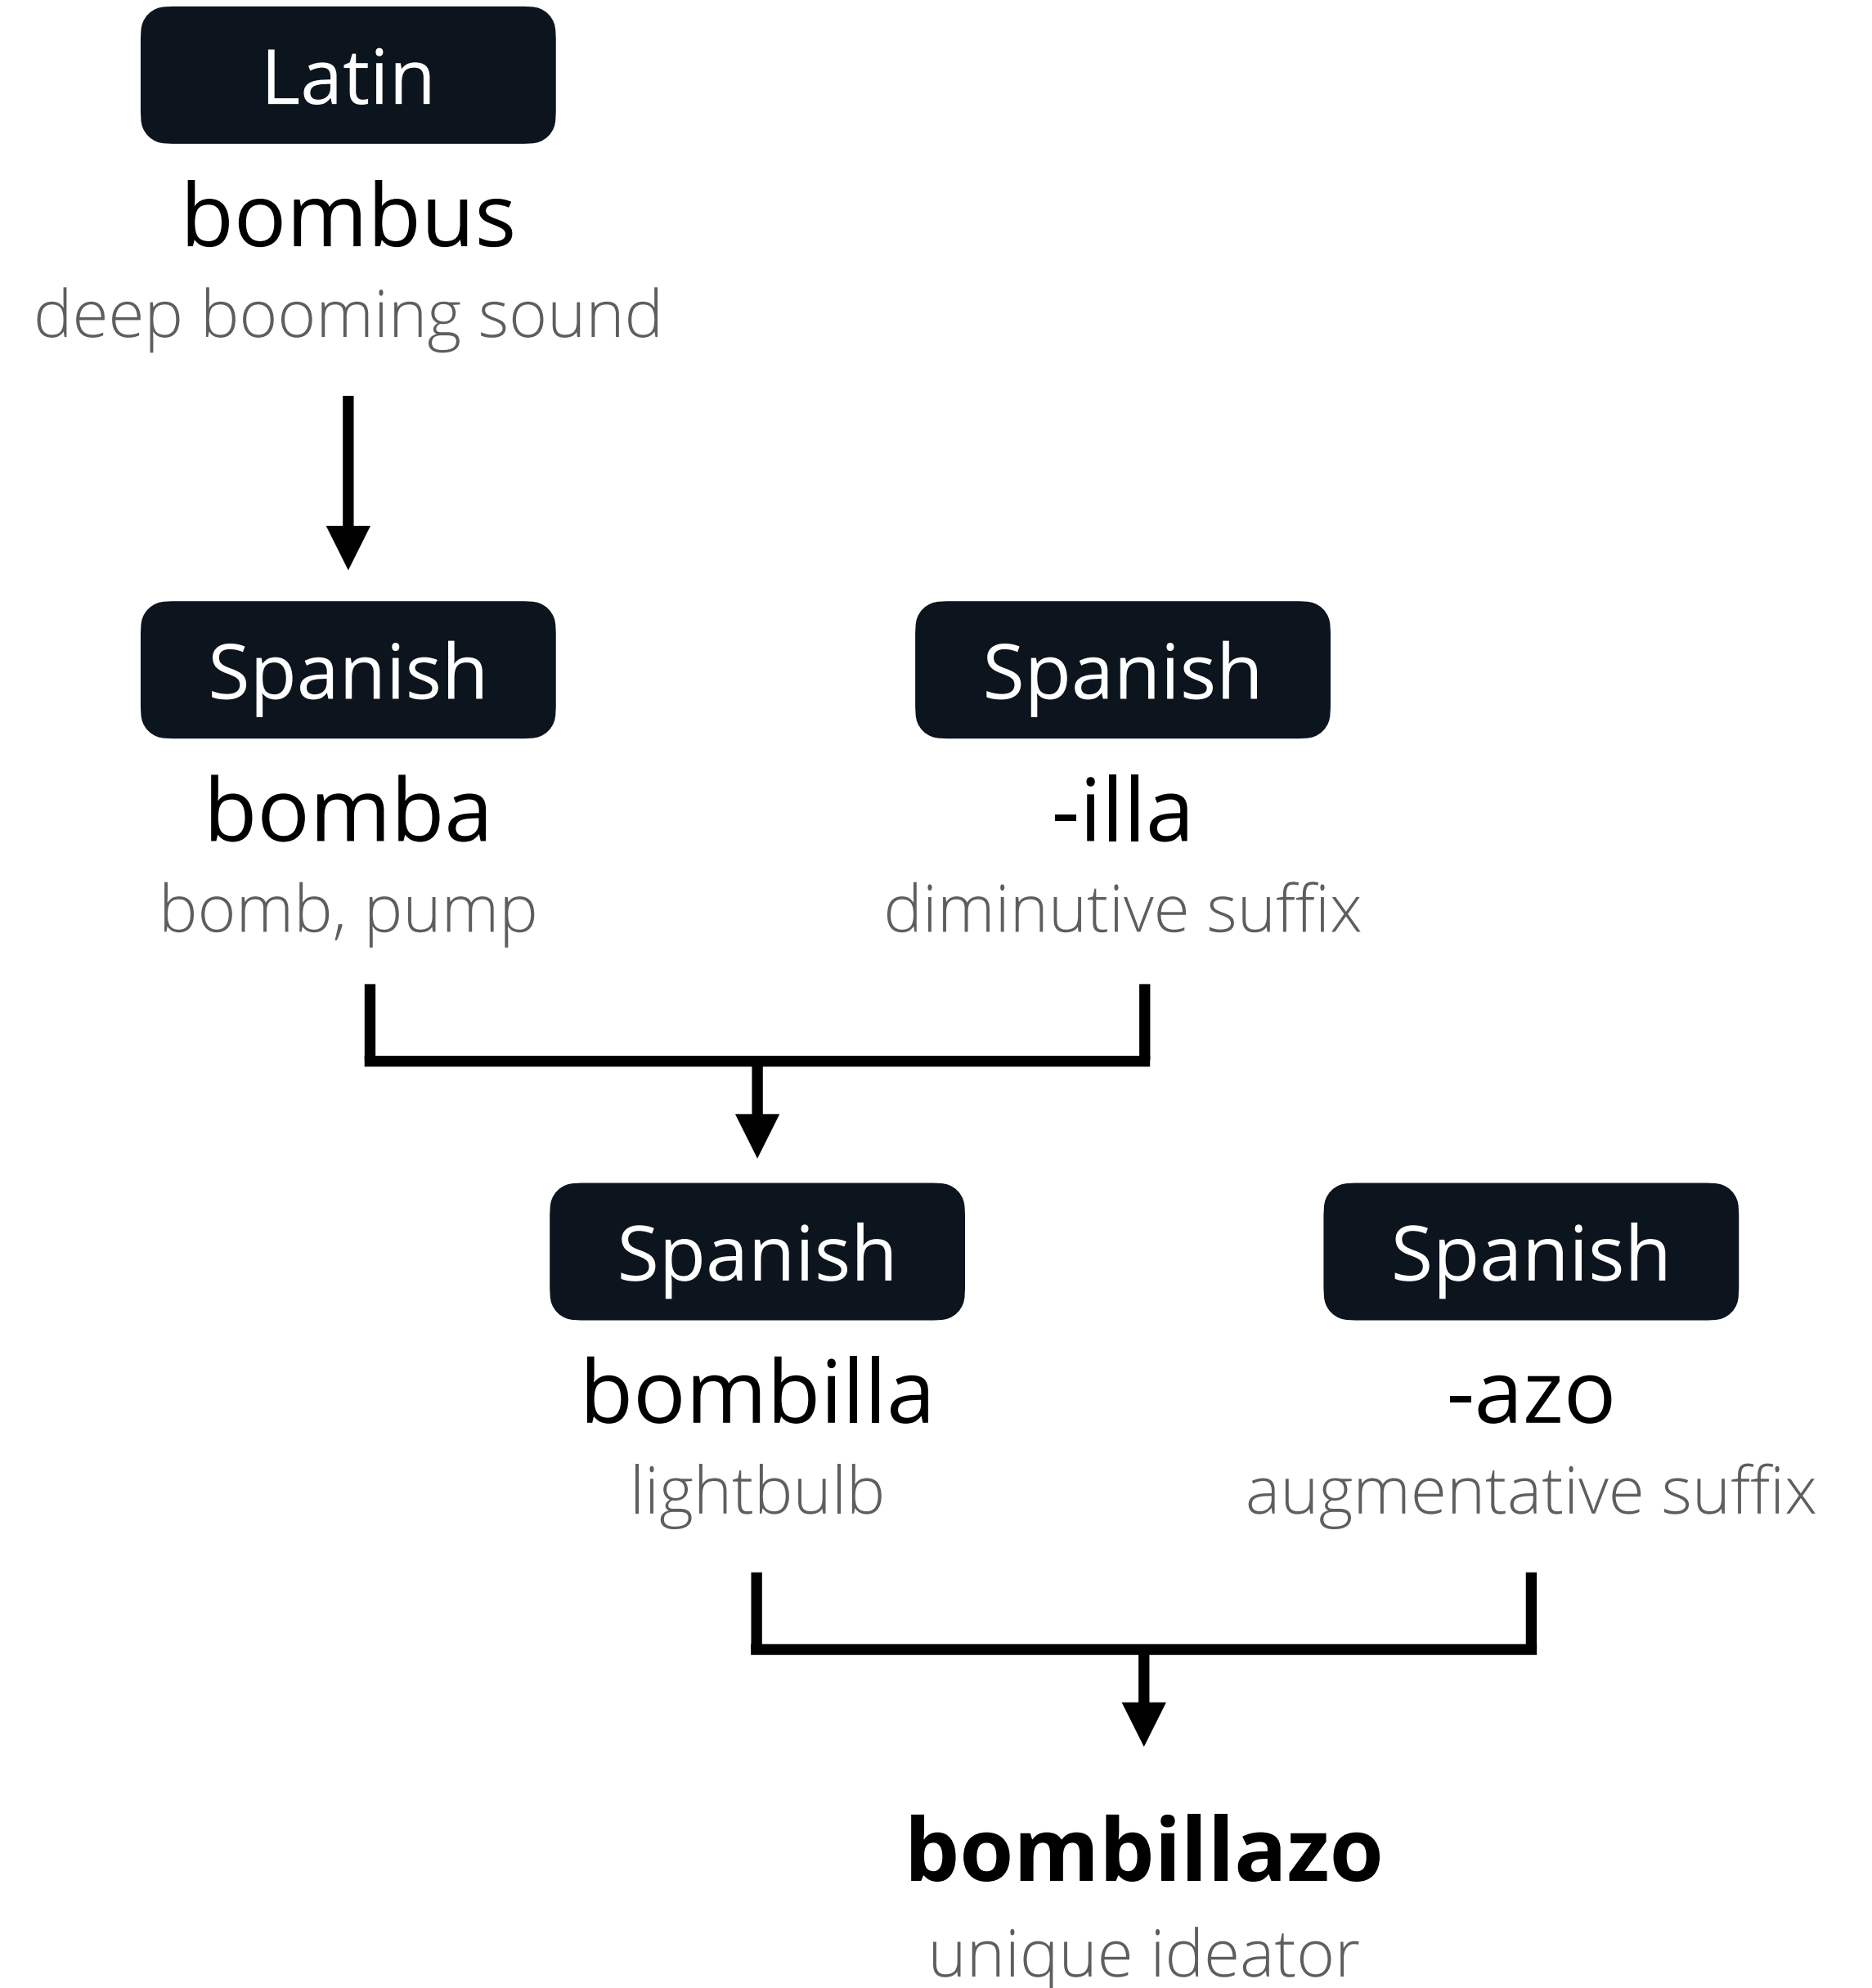 Latin
bombus
deep booming sound
Spanish
Spanish
bomba
-illa
bomb, pump
diminutive suffix
Spanish
Spanish
bombilla
-azo
lightbulb
augmentative suffix
bombillazo
unique ideator